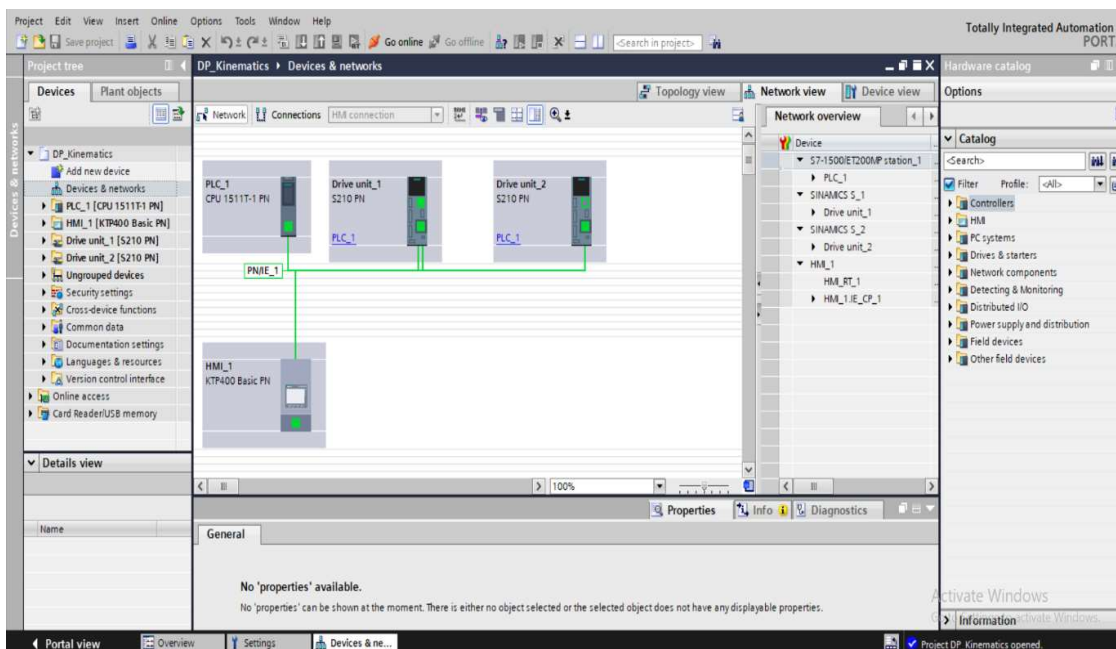 Project Edit View Insert Online Options Tools Window Help
Totally Integrated Automation
PORT
Save project
Go online
Go offline
<Search in project>
Project tree
DP_Kinematics ▸ Devices & networks
Hardware catalog
Devices
Plant objects
Topology view
Network view
Device view
Options
Network
Connections
HMI connection
Network overview
Devices & networks
DP_Kinematics
Add new device
Devices & networks
PLC_1 [CPU 1511T-1 PN]
HMI_1 [KTP400 Basic PN]
Drive unit_1 [S210 PN]
Drive unit_2 [S210 PN]
Ungrouped devices
Security settings
Cross-device functions
Common data
Documentation settings
Languages & resources
Version control interface
Online access
Card Reader/USB memory
Details view
Name
PLC_1
CPU 1511T-1 PN
Drive unit_1
S210 PN
PLC_1
Drive unit_2
S210 PN
PLC_1
PN/IE_1
HMI_1
KTP400 Basic PN
100%
Device
S7-1500/ET200MP station_1
PLC_1
SINAMICS S_1
Drive unit_1
SINAMICS S_2
Drive unit_2
HMI_1
HMI_RT_1
HMI_1.IE_CP_1
Catalog
<Search>
Filter
Profile:
<All>
Controllers
HMI
PC systems
Drives & starters
Network components
Detecting & Monitoring
Distributed I/O
Power supply and distribution
Field devices
Other field devices
Properties
Info
Diagnostics
General
No 'properties' available.
No 'properties' can be shown at the moment. There is either no object selected or the selected object does not have any displayable properties.
Activate Windows
activate Windows.
Information
Portal view
Overview
Settings
Devices & ne...
Project DP_Kinematics opened.